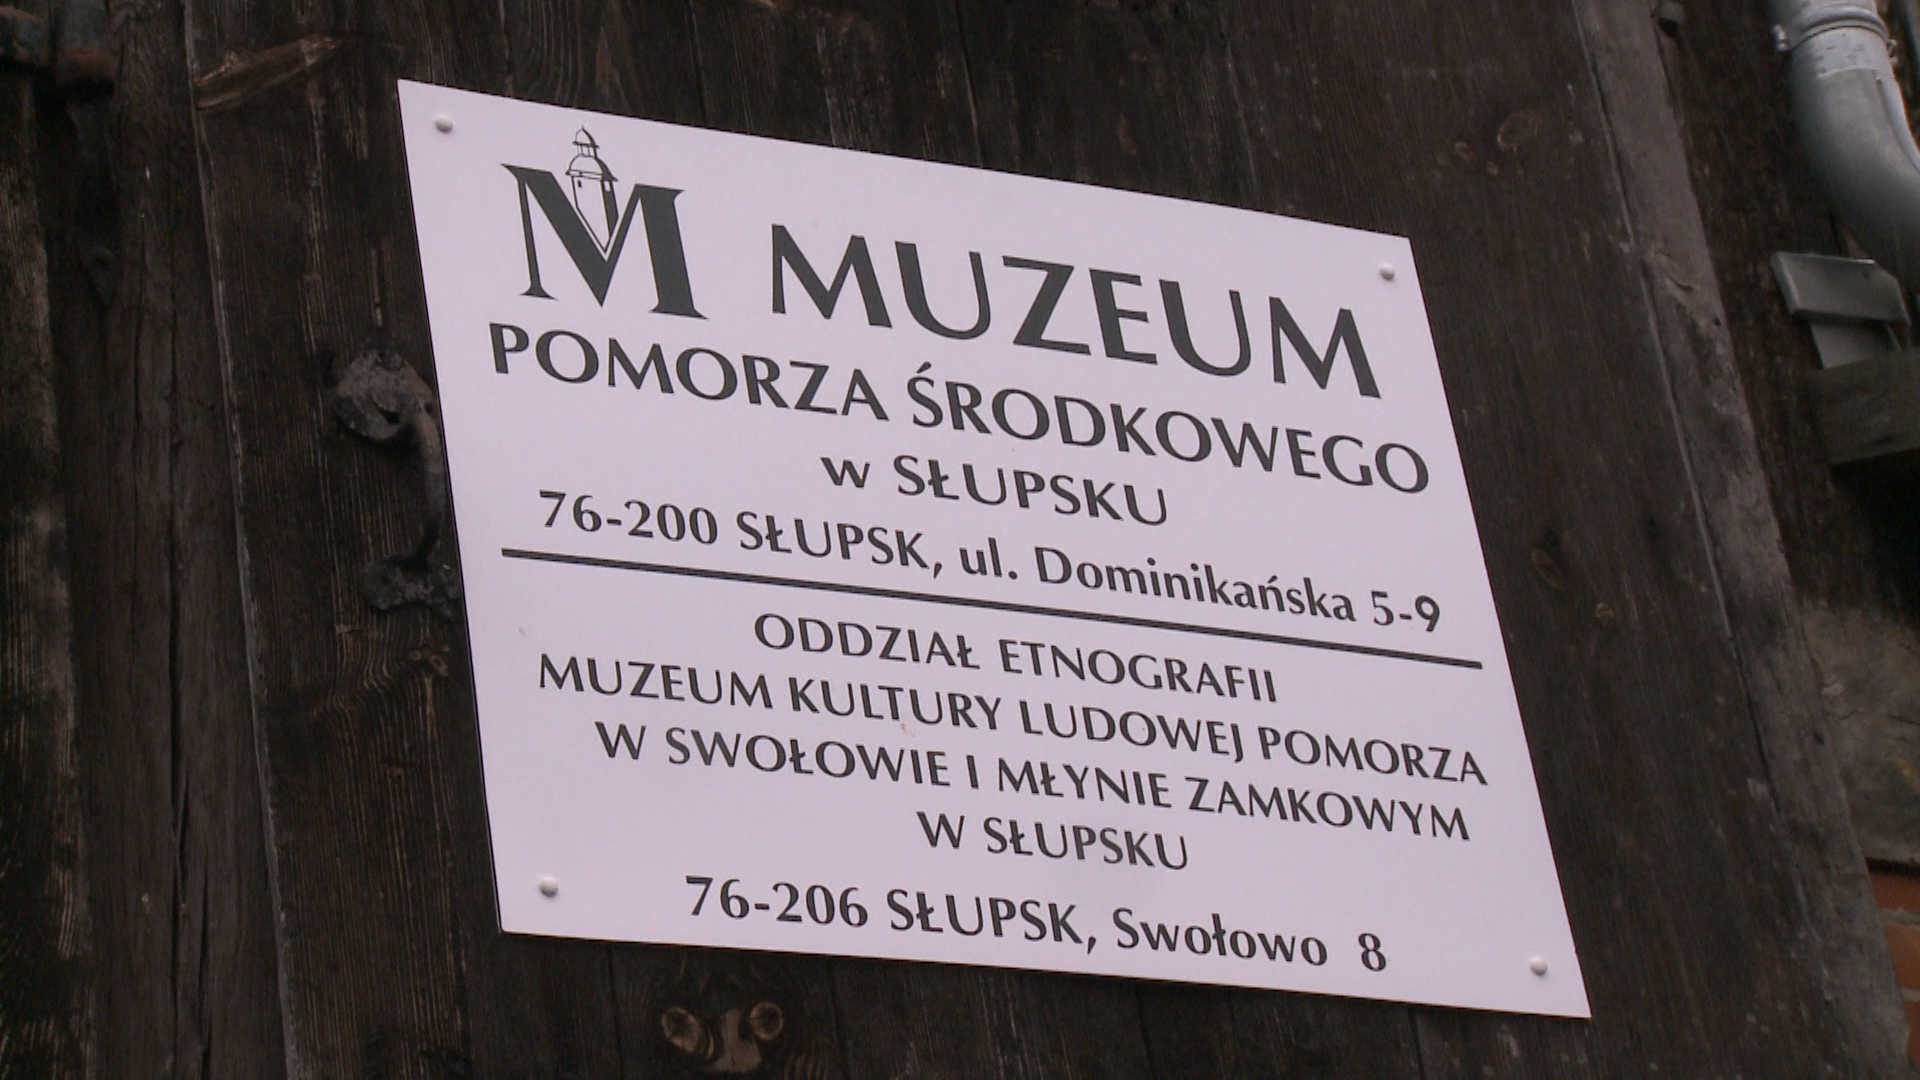 M MUZEUM
POMORZA ŚRODKOWEGO
w SŁUPSKU
76-200 SŁUPSK, ul. Dominikańska 5-9
ODDZIAŁ ETNOGRAFII
MUZEUM KULTURY LUDOWEJ POMORZA
W SWOŁOWIE I MŁYNIE ZAMKOWYM
W SŁUPSKU
76-206 SŁUPSK, Swołowo 8